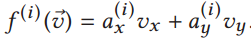 f^{(i)}(\vec{v}) = a_x^{(i)} v_x + a_y^{(i)} v_y.